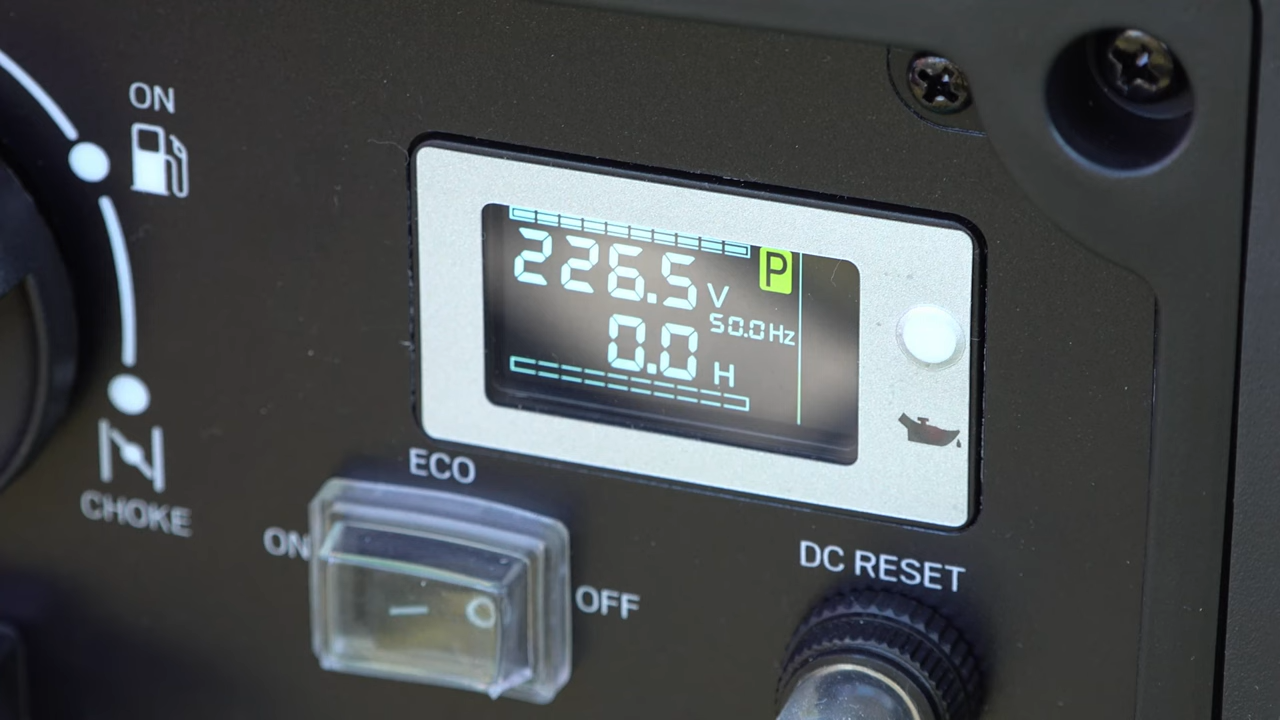 ON
226.5 V P
50.0Hz
0.0 H
CHOKE
ECO
ON
OFF
DC RESET